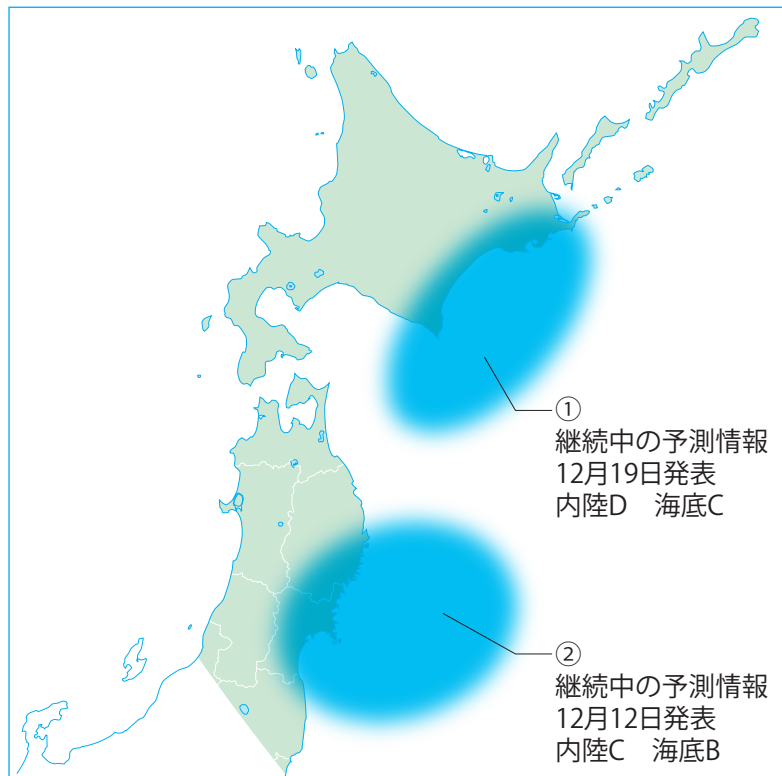 ①
継続中の予測情報
12月19日発表
内陸D　海底C
②
継続中の予測情報
12月12日発表
内陸C　海底B